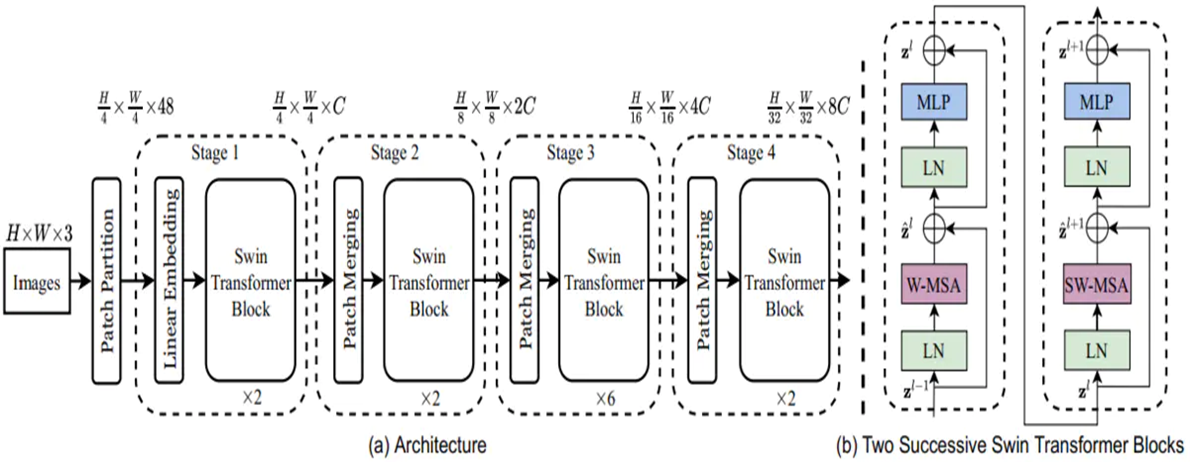 H/4 × W/4 × 48
H/4 × W/4 × C
H/8 × W/8 × 2C
H/16 × W/16 × 4C
H/32 × W/32 × 8C
Stage 1
Stage 2
Stage 3
Stage 4
H×W×3
Images
Patch Partition
Linear Embedding
Swin
Transformer
Block
×2
Patch Merging
Swin
Transformer
Block
×2
Patch Merging
Swin
Transformer
Block
×6
Patch Merging
Swin
Transformer
Block
×2
(a) Architecture
z^l
MLP
LN
ẑ^l
W-MSA
LN
z^{l−1}
z^{l+1}
MLP
LN
ẑ^{l+1}
SW-MSA
LN
z^l
(b) Two Successive Swin Transformer Blocks